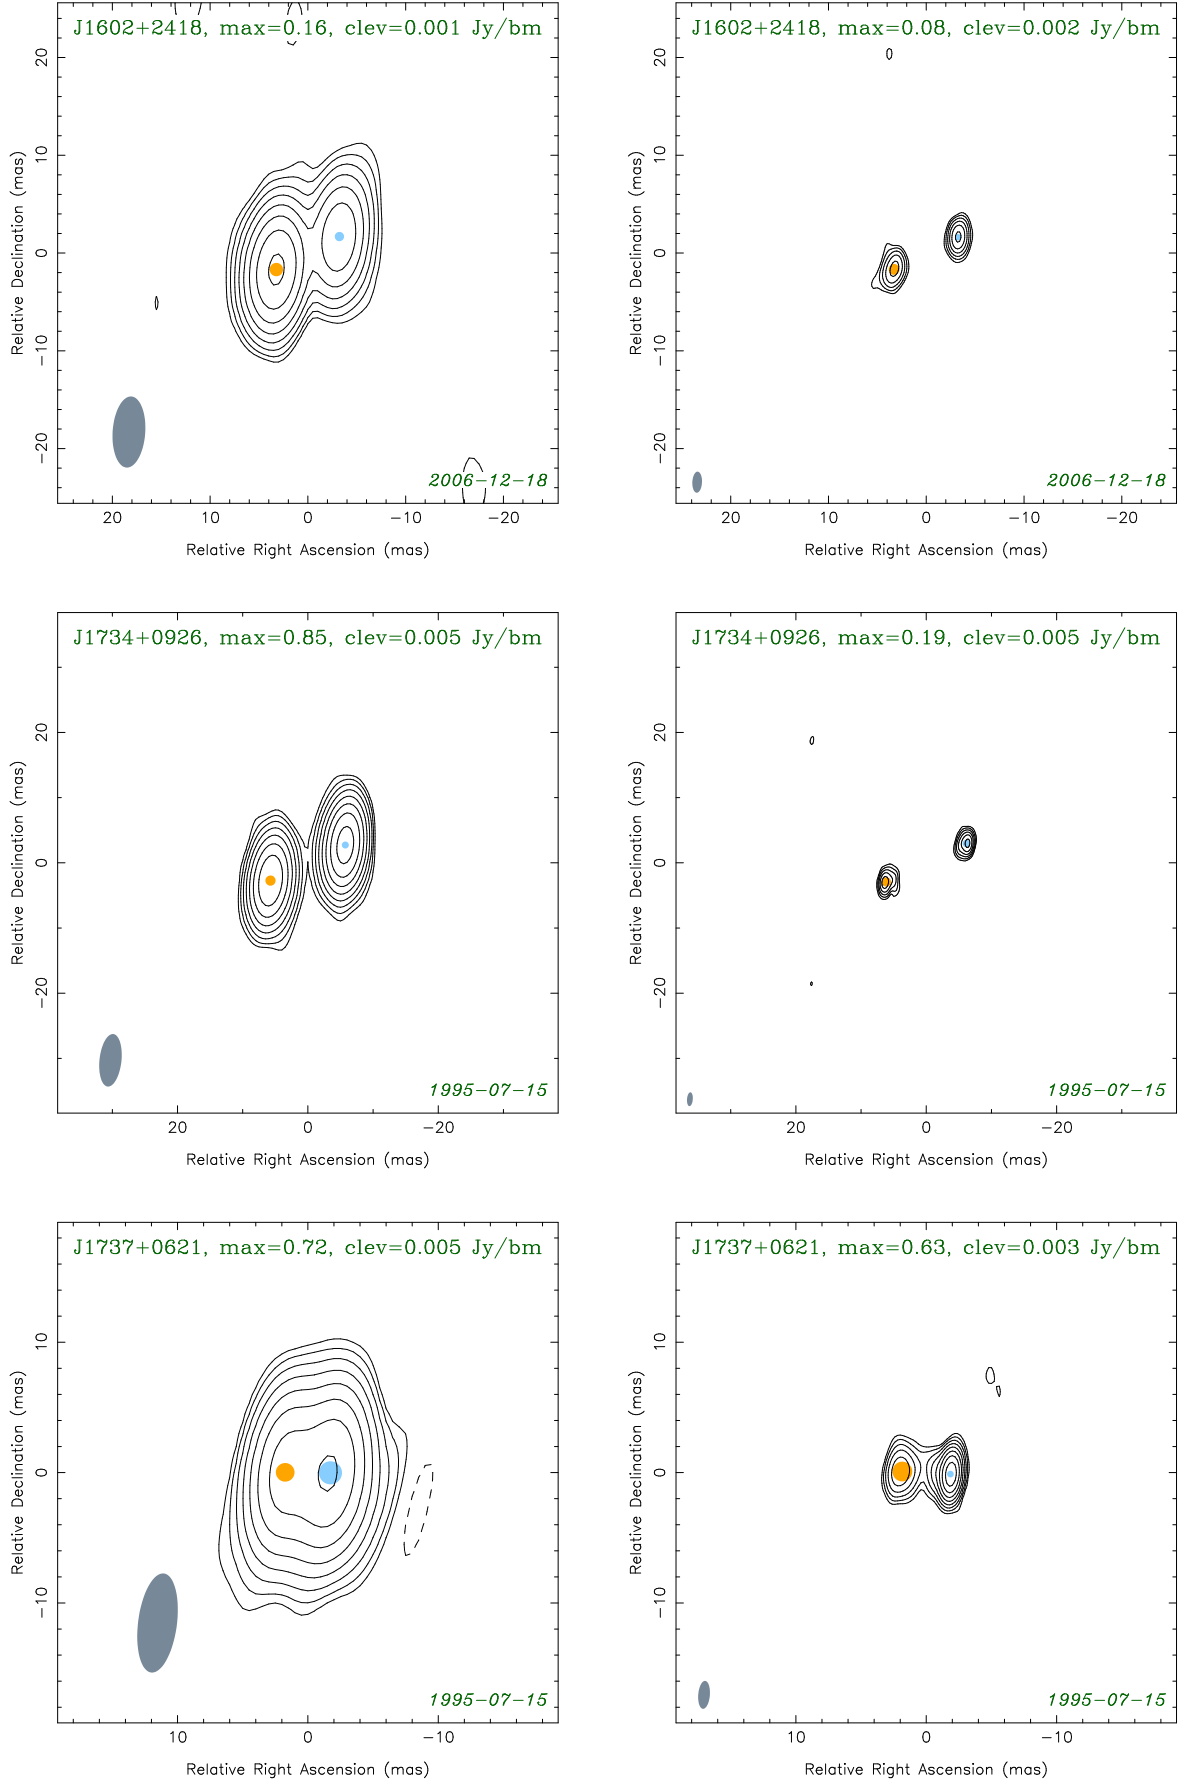 J1602+2418, max=0.16, clev=0.001 Jy/bm
Relative Declination (mas)
20
10
0
−10
−20
2006−12−18
20 10 0 −10 −20
Relative Right Ascension (mas)
J1602+2418, max=0.08, clev=0.002 Jy/bm
Relative Declination (mas)
20
10
0
−10
−20
2006−12−18
20 10 0 −10 −20
Relative Right Ascension (mas)
J1734+0926, max=0.85, clev=0.005 Jy/bm
Relative Declination (mas)
20
0
−20
1995−07−15
20 0 −20
Relative Right Ascension (mas)
J1734+0926, max=0.19, clev=0.005 Jy/bm
Relative Declination (mas)
20
0
−20
1995−07−15
20 0 −20
Relative Right Ascension (mas)
J1737+0621, max=0.72, clev=0.005 Jy/bm
Relative Declination (mas)
10
0
−10
1995−07−15
10 0 −10
Relative Right Ascension (mas)
J1737+0621, max=0.63, clev=0.003 Jy/bm
Relative Declination (mas)
10
0
−10
1995−07−15
10 0 −10
Relative Right Ascension (mas)